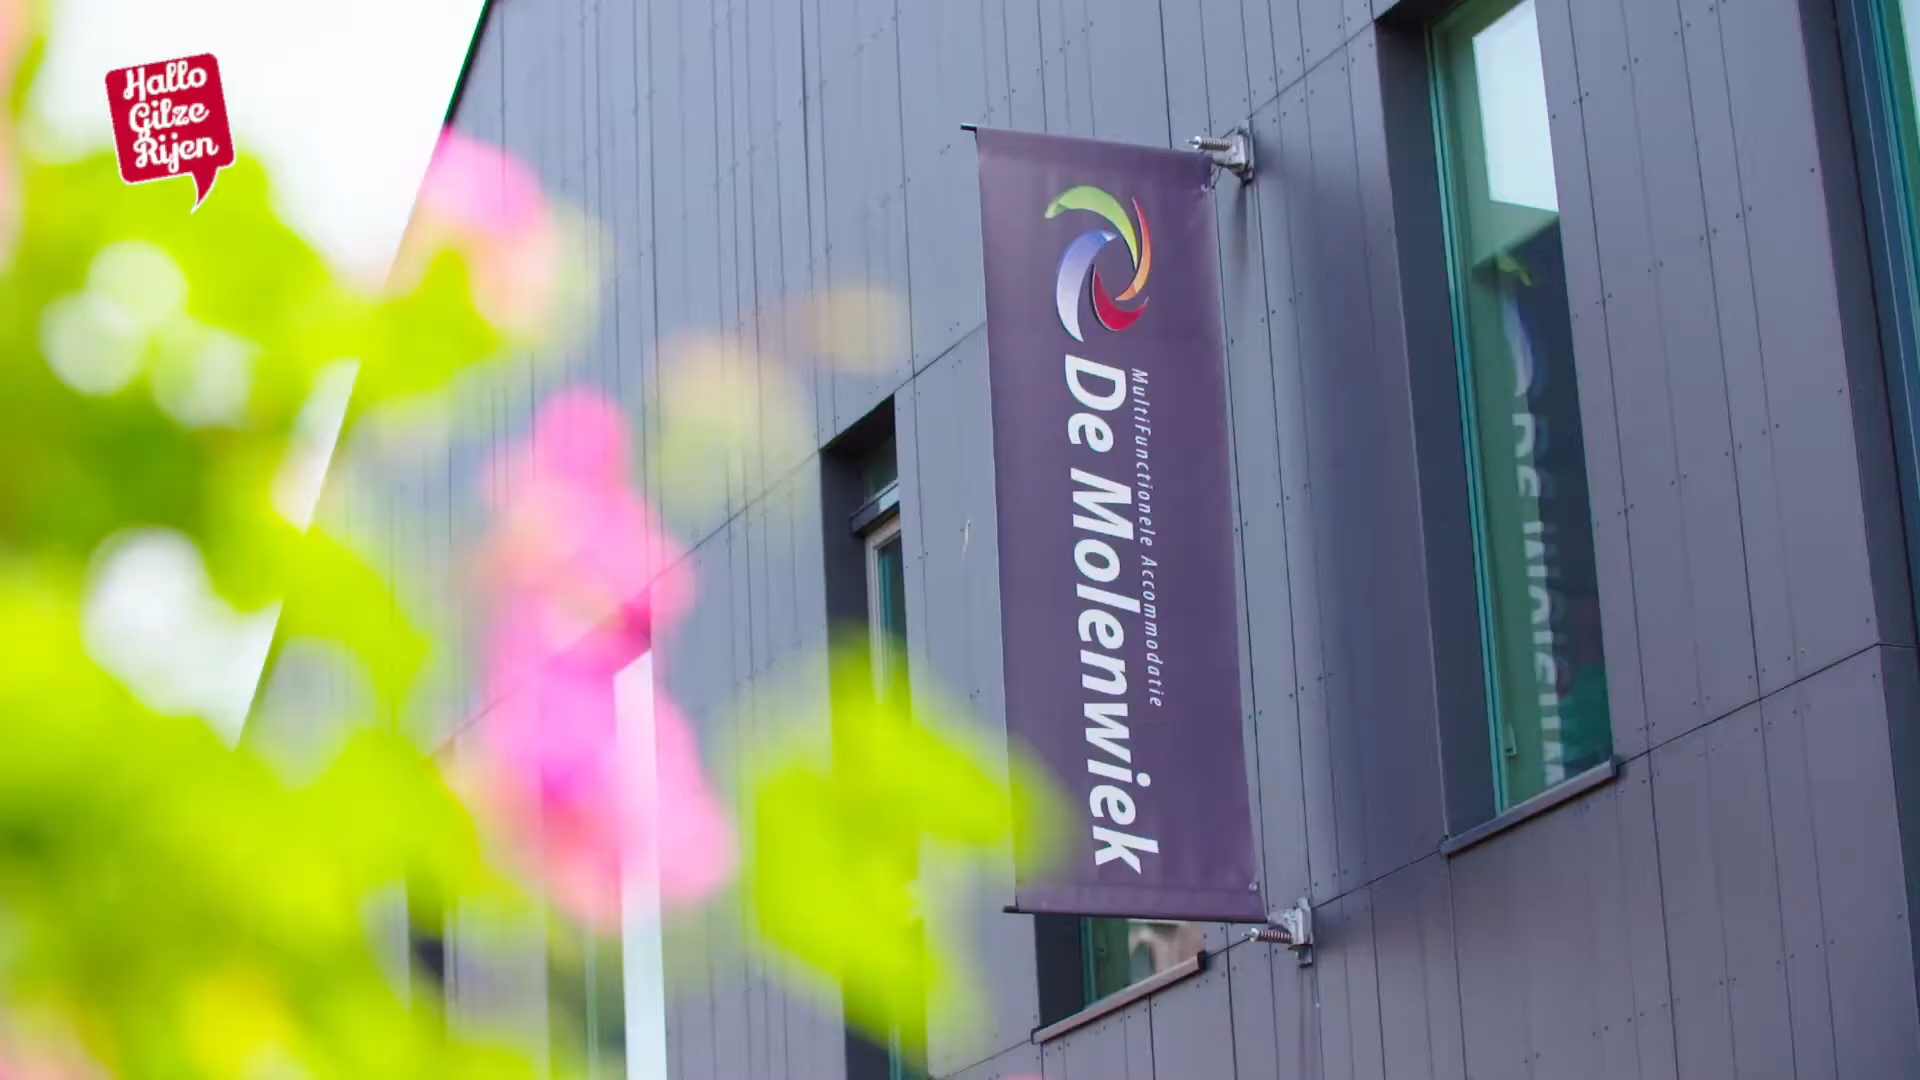 Hallo
Gilze
Rijen
MultiFunctionele Accommodatie
De Molenwiek